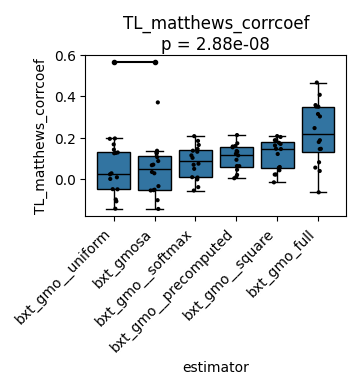 TL_matthews_corrcoef
p = 2.88e-08
TL_matthews_corrcoef
0.6
0.4
0.2
0.0
bxt_gmo__uniform
bxt_gmosa
bxt_gmo__softmax
bxt_gmo__precomputed
bxt_gmo__square
bxt_gmo_full
estimator